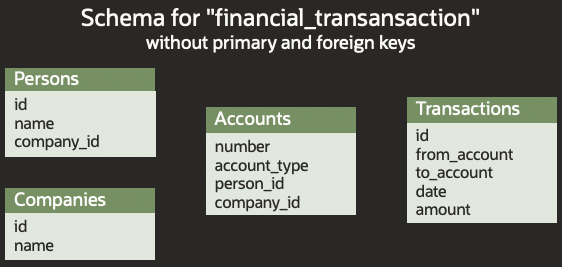 Schema for "financial_transansaction"
without primary and foreign keys
Persons
id
name
company_id
Companies
id
name
Accounts
number
account_type
person_id
company_id
Transactions
id
from_account
to_account
date
amount